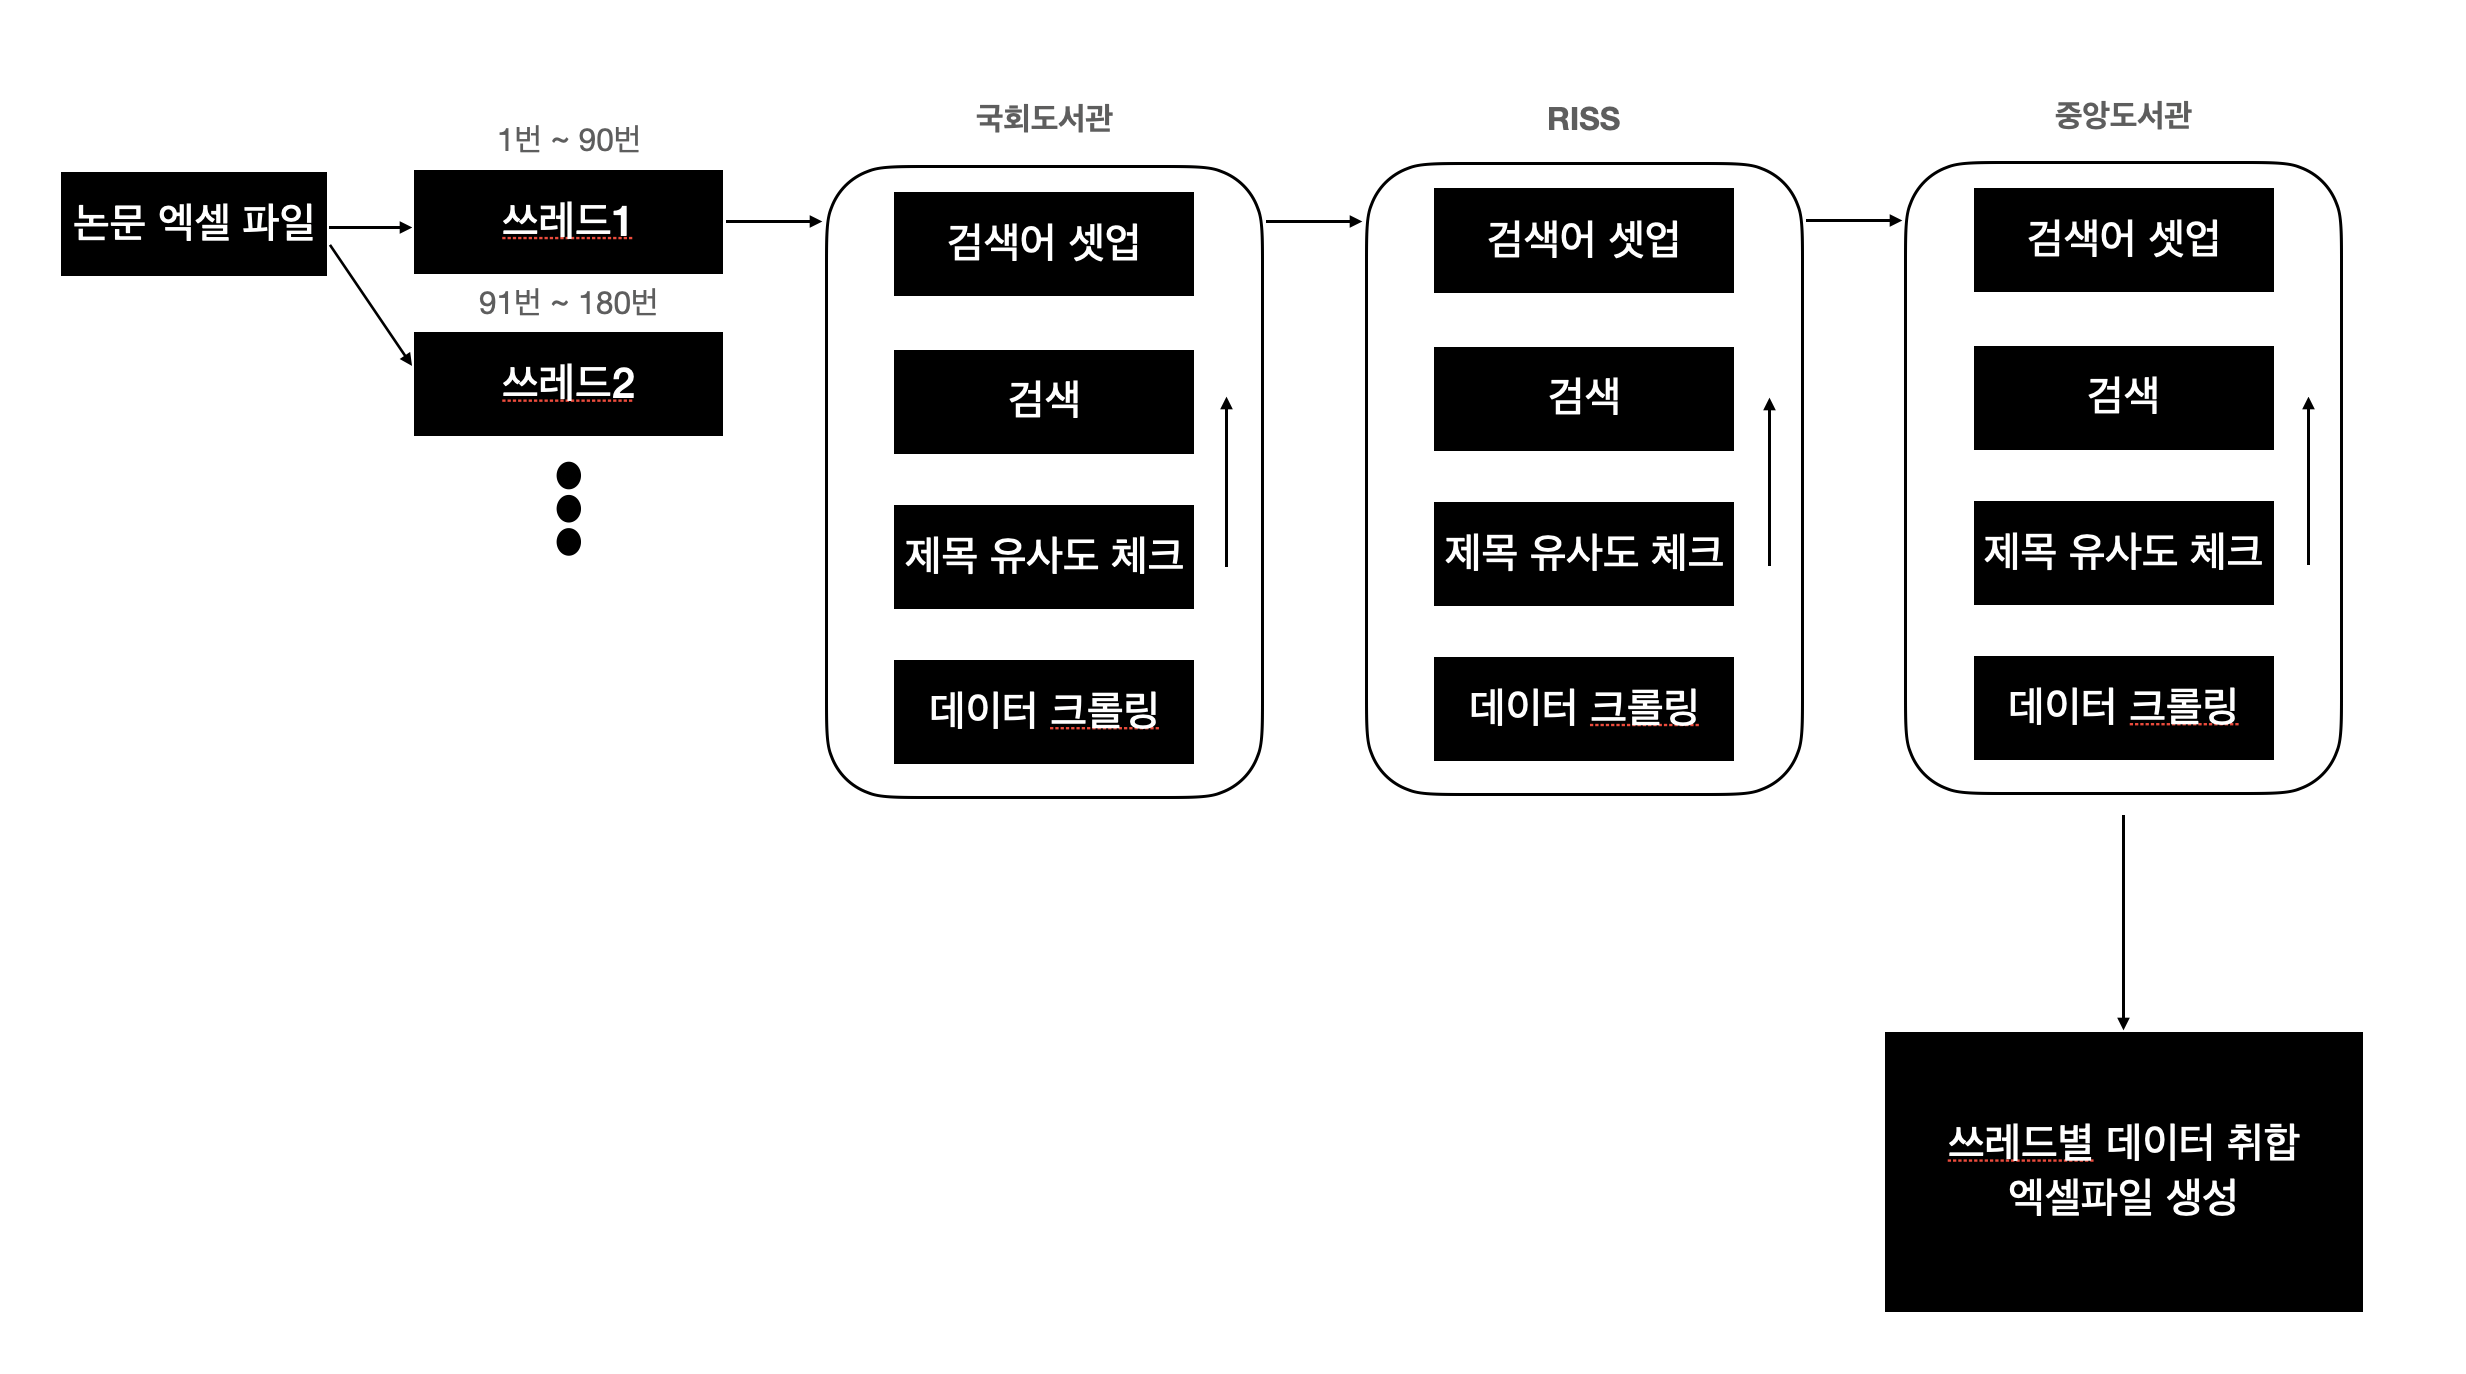 논문 엑셀 파일
1번 ~ 90번
쓰레드1
91번 ~ 180번
쓰레드2
국회도서관
검색어 셋업
검색
제목 유사도 체크
데이터 크롤링
RISS
검색어 셋업
검색
제목 유사도 체크
데이터 크롤링
중앙도서관
검색어 셋업
검색
제목 유사도 체크
데이터 크롤링
쓰레드별 데이터 취합
엑셀파일 생성